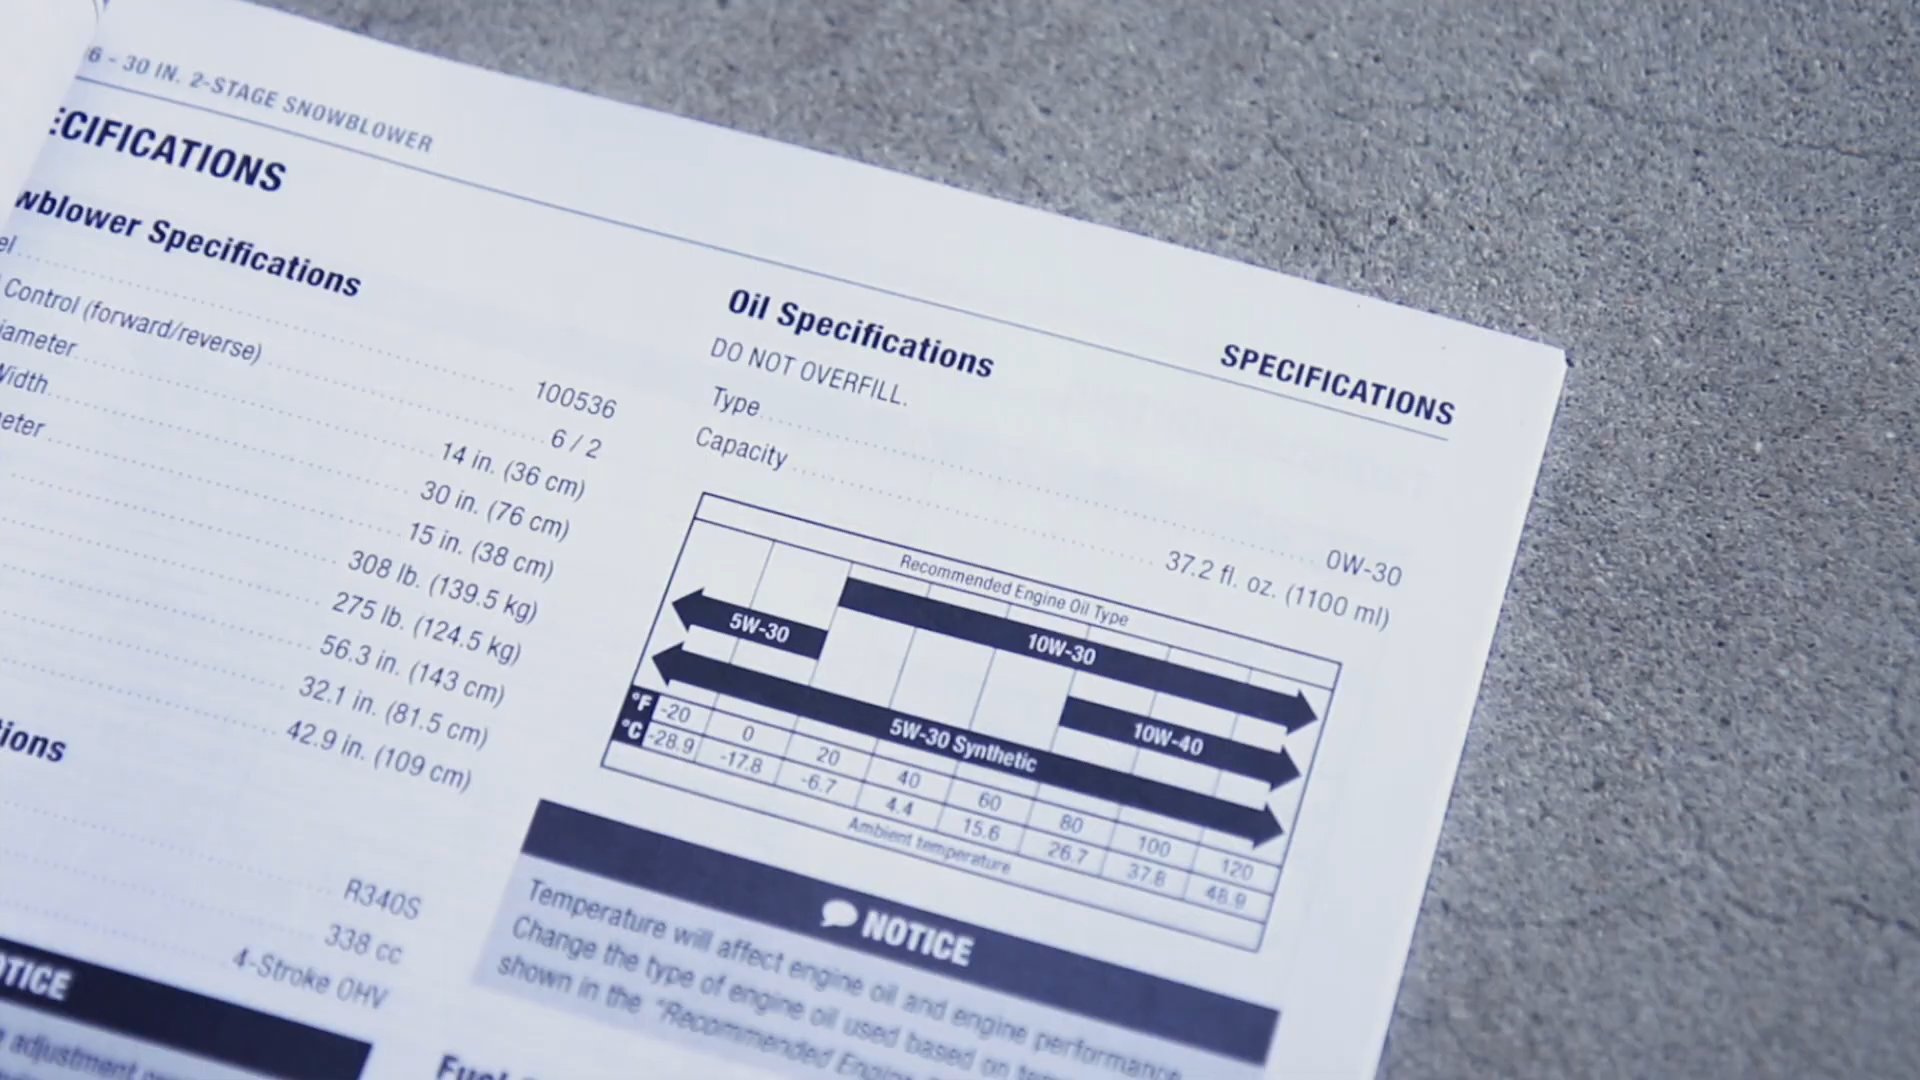 6 - 30 IN. 2-STAGE SNOWBLOWER
SPECIFICATIONS
ECIFICATIONS
wblower Specifications
el 100536
Control (forward/reverse) 6 / 2
iameter 14 in. (36 cm)
Width 30 in. (76 cm)
eter 15 in. (38 cm)
308 lb. (139.5 kg)
275 lb. (124.5 kg)
56.3 in. (143 cm)
32.1 in. (81.5 cm)
42.9 in. (109 cm)
ions
R340S
338 cc
4-Stroke OHV
OTICE
adjustment
Oil Specifications
DO NOT OVERFILL.
Type 0W-30
Capacity 37.2 fl. oz. (1100 ml)
Recommended Engine Oil Type
5W-30
10W-30
10W-40
5W-30 Synthetic
°F -20 0 20 40 60 80 100 120
°C -28.9 -17.8 -6.7 4.4 15.6 26.7 37.8 48.9
Ambient temperature
NOTICE
Temperature will affect engine oil and engine performance.
Change the type of engine oil used based on
shown in the "Recommended Engine
Fuel